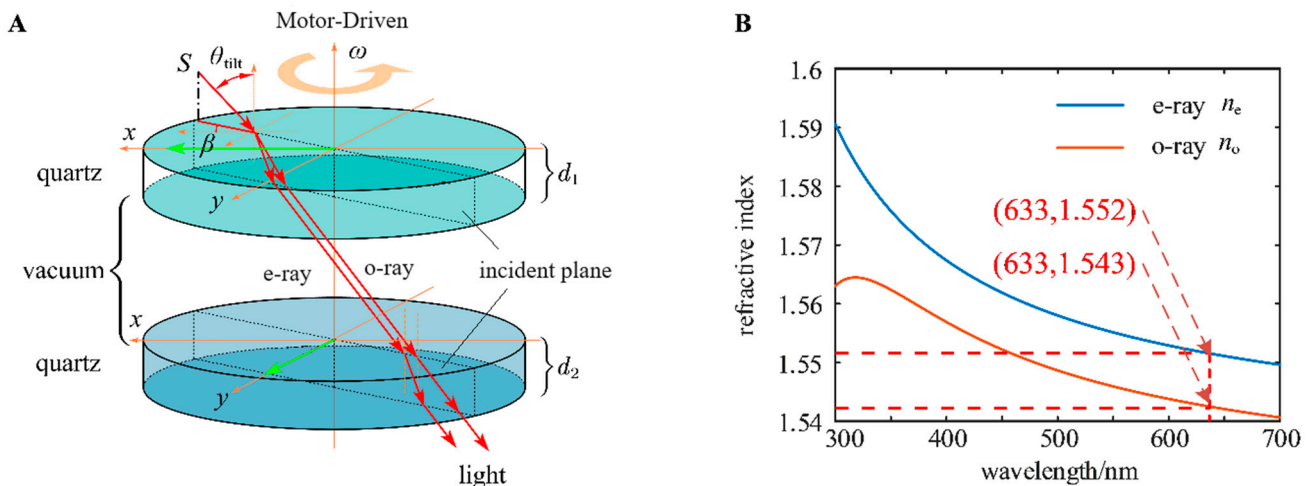 A
Motor-Driven
ω
S
θtilt
x
β
y
quartz
d1
vacuum
e-ray
o-ray
incident plane
x
quartz
y
d2
light
B
1.6
1.59
1.58
1.57
1.56
1.55
1.54
refractive index
e-ray ne
o-ray no
(633,1.552)
(633,1.543)
300
400
500
600
700
wavelength/nm